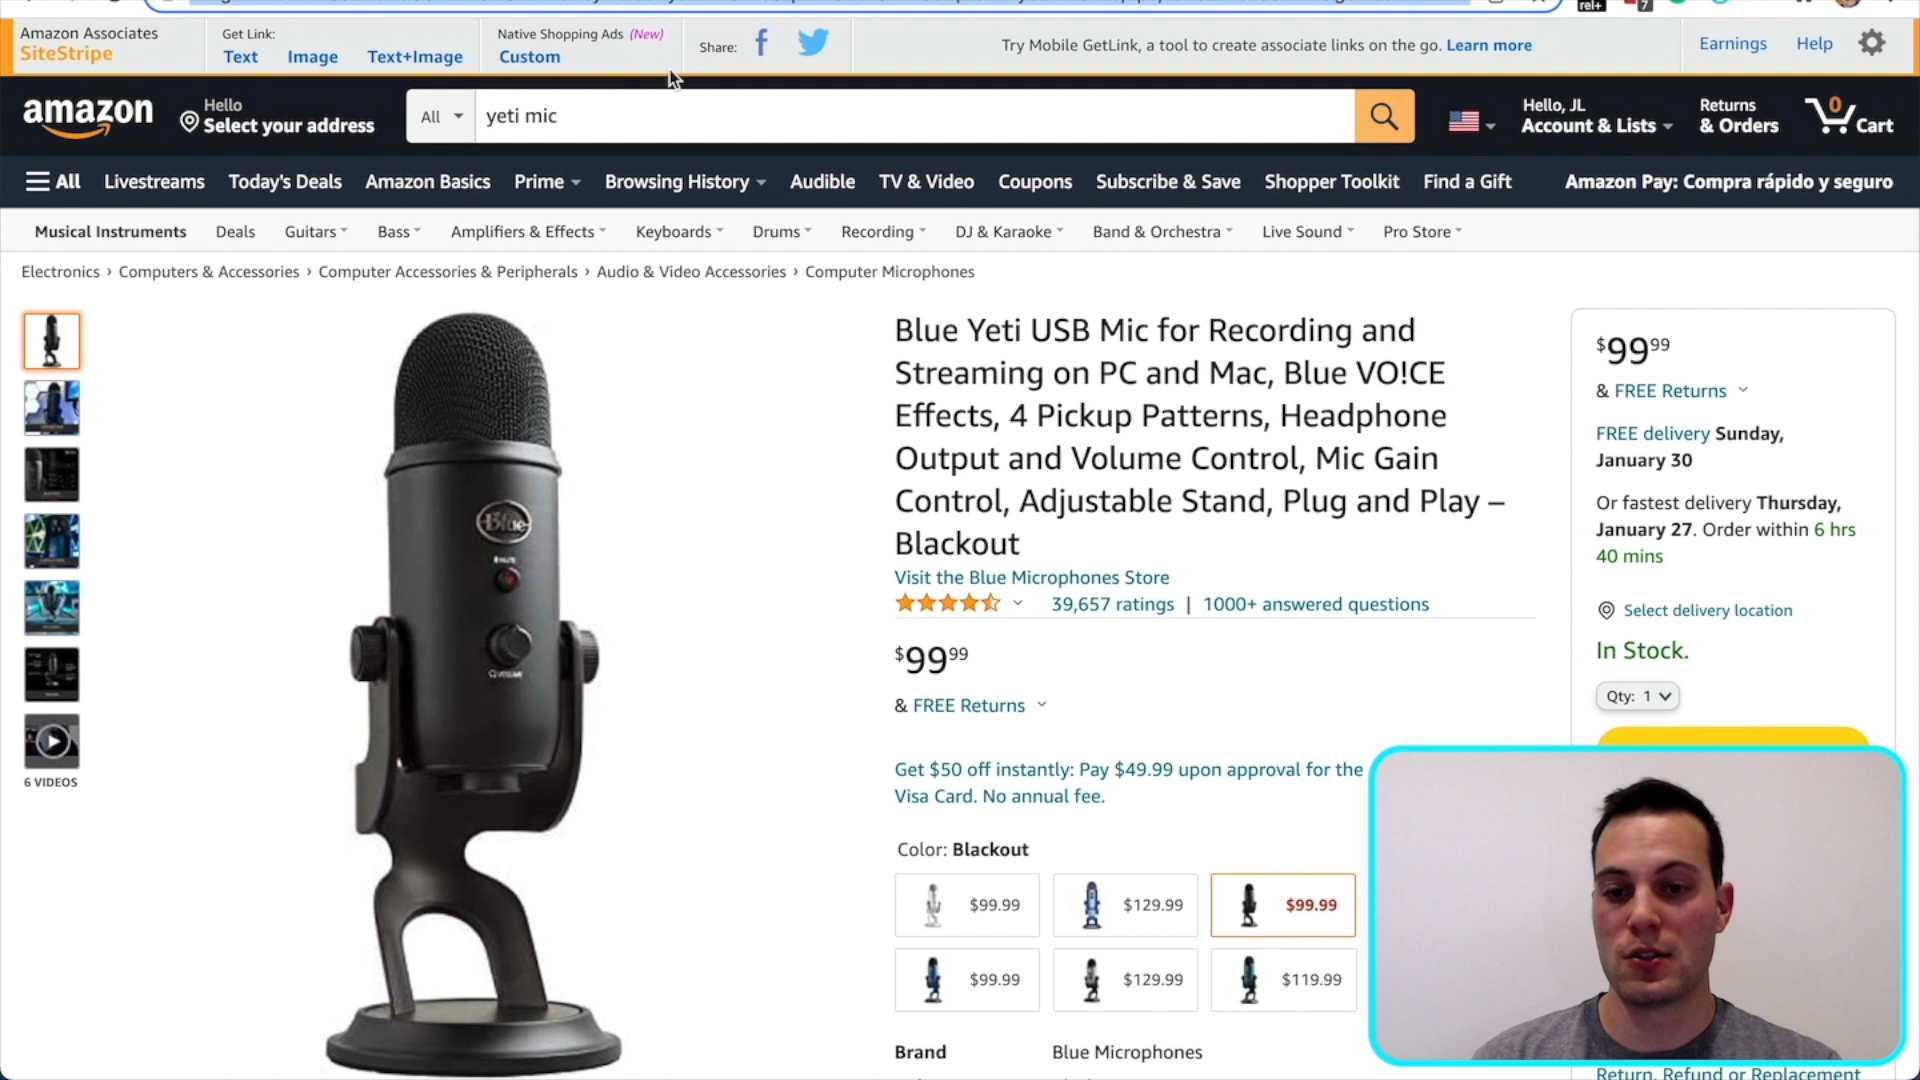 rel+
7
Amazon Associates
SiteStripe
Get Link:
Text Image Text+Image
Native Shopping Ads (New)
Custom
Share:
Try Mobile GetLink, a tool to create associate links on the go. Learn more
Earnings Help
amazon
Hello
Select your address
All
yeti mic
Hello, JL
Account & Lists
Returns
& Orders
0
Cart
All Livestreams Today's Deals Amazon Basics Prime Browsing History Audible TV & Video Coupons Subscribe & Save Shopper Toolkit Find a Gift Amazon Pay: Compra rápido y seguro
Musical Instruments Deals Guitars Bass Amplifiers & Effects Keyboards Drums Recording DJ & Karaoke Band & Orchestra Live Sound Pro Store
Electronics › Computers & Accessories › Computer Accessories & Peripherals › Audio & Video Accessories › Computer Microphones
6 VIDEOS
Blue
MUTE
VOLUME
Blue Yeti USB Mic for Recording and
Streaming on PC and Mac, Blue VO!CE
Effects, 4 Pickup Patterns, Headphone
Output and Volume Control, Mic Gain
Control, Adjustable Stand, Plug and Play –
Blackout
Visit the Blue Microphones Store
39,657 ratings | 1000+ answered questions
$99.99
& FREE Returns
Get $50 off instantly: Pay $49.99 upon approval for the
Visa Card. No annual fee.
Color: Blackout
$99.99 $129.99 $99.99
$99.99 $129.99 $119.99
Brand Blue Microphones
$99.99
& FREE Returns
FREE delivery Sunday,
January 30
Or fastest delivery Thursday,
January 27. Order within 6 hrs
40 mins
Select delivery location
In Stock.
Qty: 1
Return, Refund or Replacement